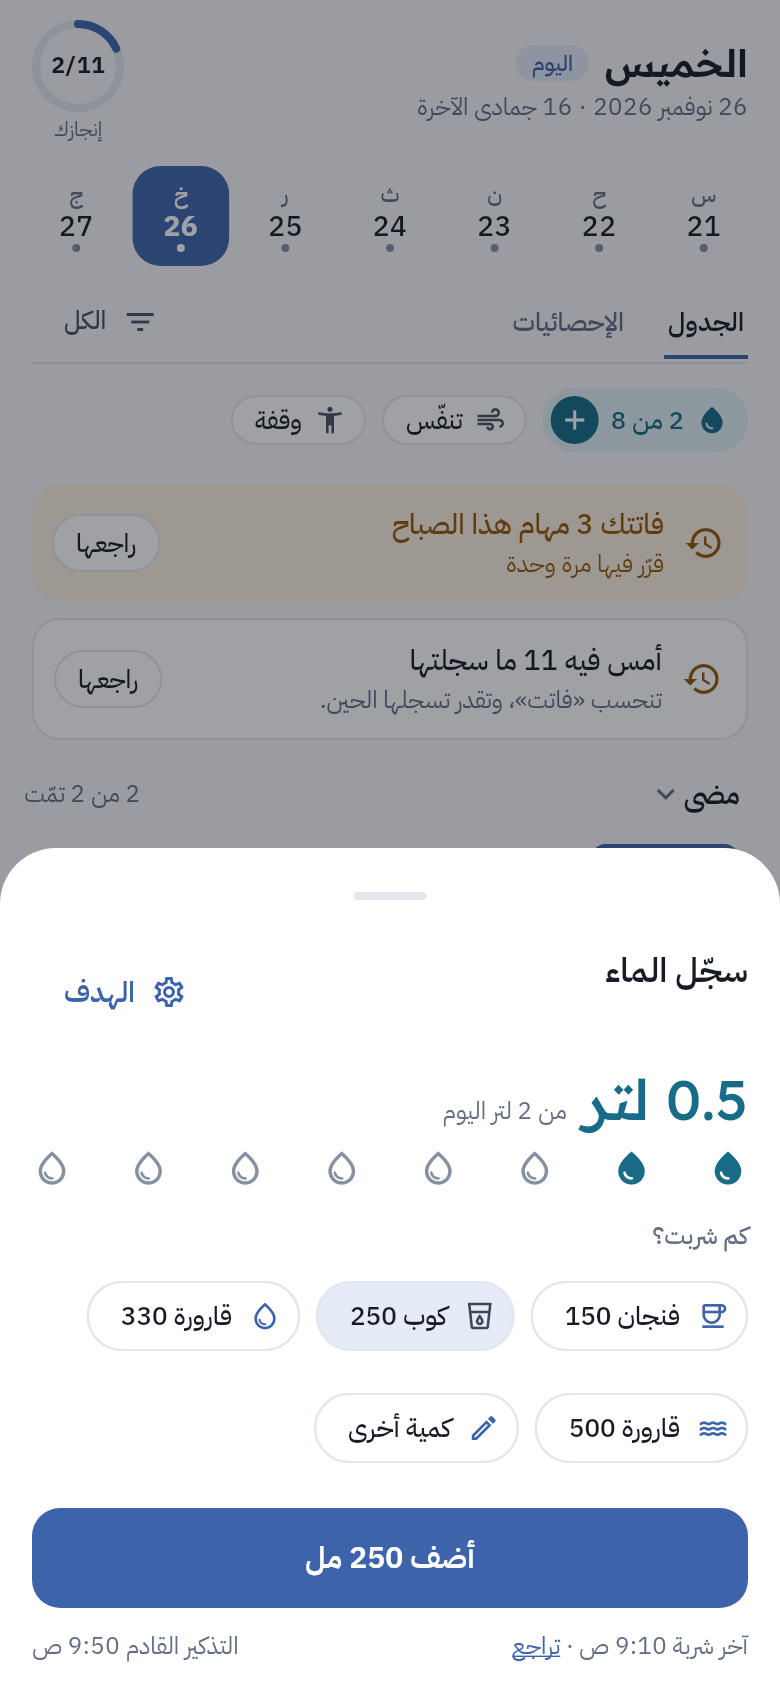 الخميس اليوم
2/11
26 نوفمبر 2026 · 16 جمادى الآخرة
إنجازك
س ح ن ث ر خ ج
21 22 23 24 25 26 27
الجدول الإحصائيات الكل
2 من 8 تنفّس وقفة
فاتتك 3 مهام هذا الصباح
قرّر فيها مرة وحدة
راجعها
أمس فيه 11 ما سجلتها
تنحسب «فاتت»، وتقدر تسجلها الحين.
راجعها
مضى 2 من 2 تمّت
سجّل الماء
الهدف
0.5 لتر من 2 لتر اليوم
كم شربت؟
فنجان 150 كوب 250 قارورة 330
قارورة 500 كمية أخرى
أضف 250 مل
آخر شربة 9:10 ص · تراجع التذكير القادم 9:50 ص